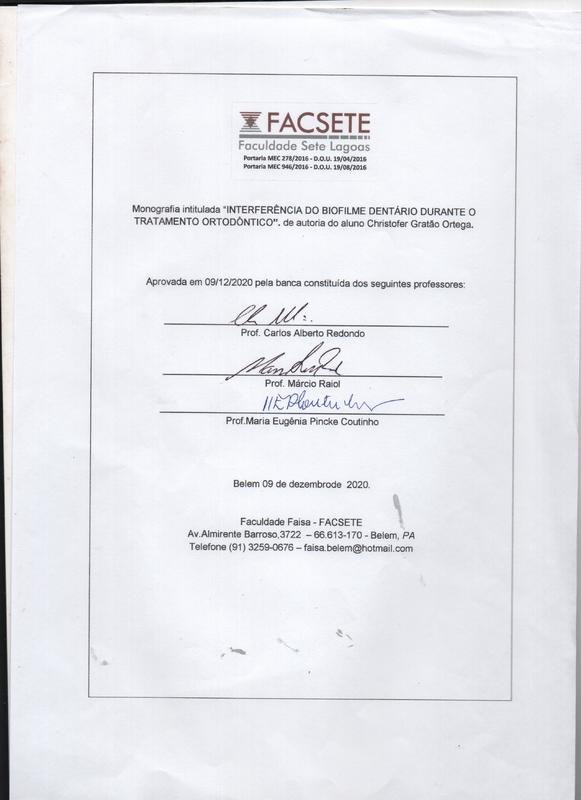 FACSETE
Faculdade Sete Lagoas
Portaria MEC 278/2016 - D.O.U. 19/04/2016
Portaria MEC 946/2016 - D.O.U. 19/08/2016
Monografia intitulada "INTERFERÊNCIA DO BIOFILME DENTÁRIO DURANTE O
TRATAMENTO ORTODÔNTICO". de autoria do aluno Christofer Gratão Ortega.
Aprovada em 09/12/2020 pela banca constituída dos seguintes professores:
Prof. Carlos Alberto Redondo
Prof. Márcio Raiol
Prof.Maria Eugênia Pincke Coutinho
Belem 09 de dezembrode 2020.
Faculdade Faisa - FACSETE
Av.Almirente Barroso,3722 – 66.613-170 - Belem, PA
Telefone (91) 3259-0676 – faisa.belem@hotmail.com